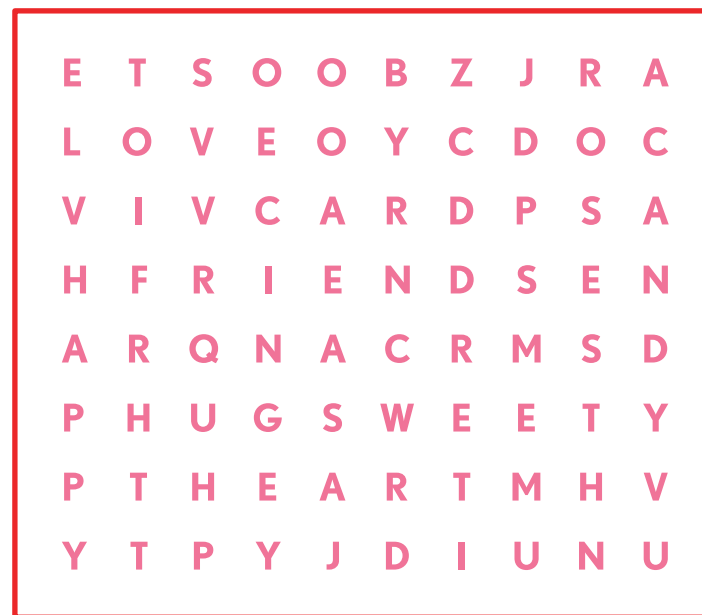 E T S O O B Z J R A
L O V E O Y C D O C
V I V C A R D P S A
H F R I E N D S E N
A R Q N A C R M S D
P H U G S W E E T Y
P T H E A R T M H V
Y T P Y J D I U N U